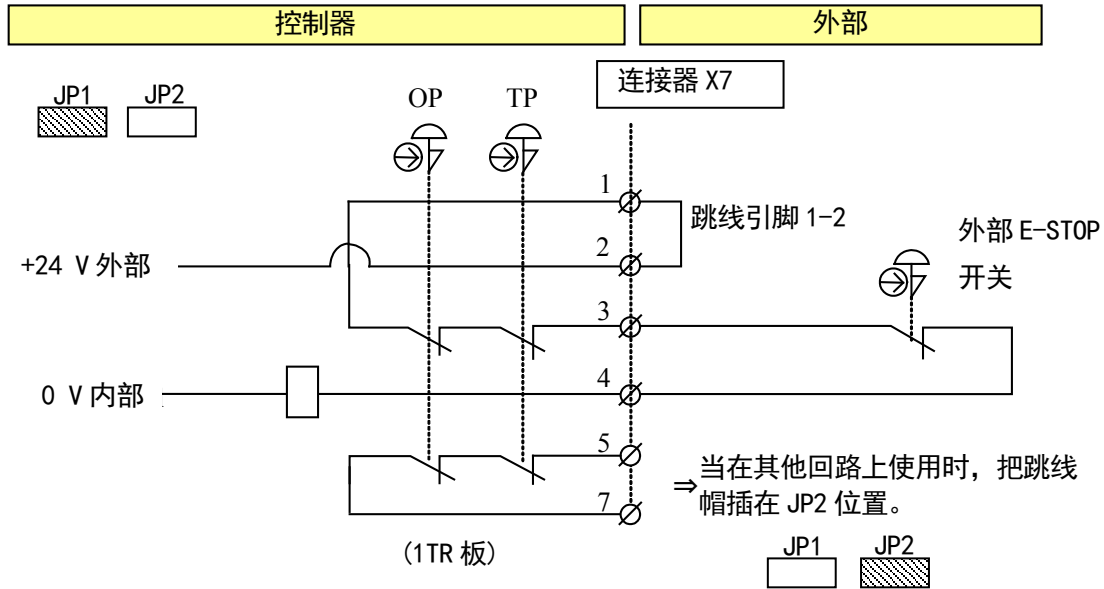 控制器
外部
连接器 X7
JP1
JP2
OP
TP
1
跳线引脚 1-2
2
外部 E-STOP
开关
+24 V 外部
3
0 V 内部
4
5
⇒当在其他回路上使用时，把跳线
帽插在 JP2 位置。
7
(1TR 板)
JP1
JP2